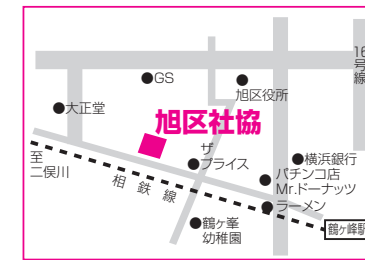 16号線
GS
旭区役所
大正堂
旭区社協
ザ
プライス
横浜銀行
至
二俣川
パチンコ店
Mr.ドーナッツ
相鉄線
ラーメン
鶴ヶ峯
幼稚園
鶴ヶ峰駅